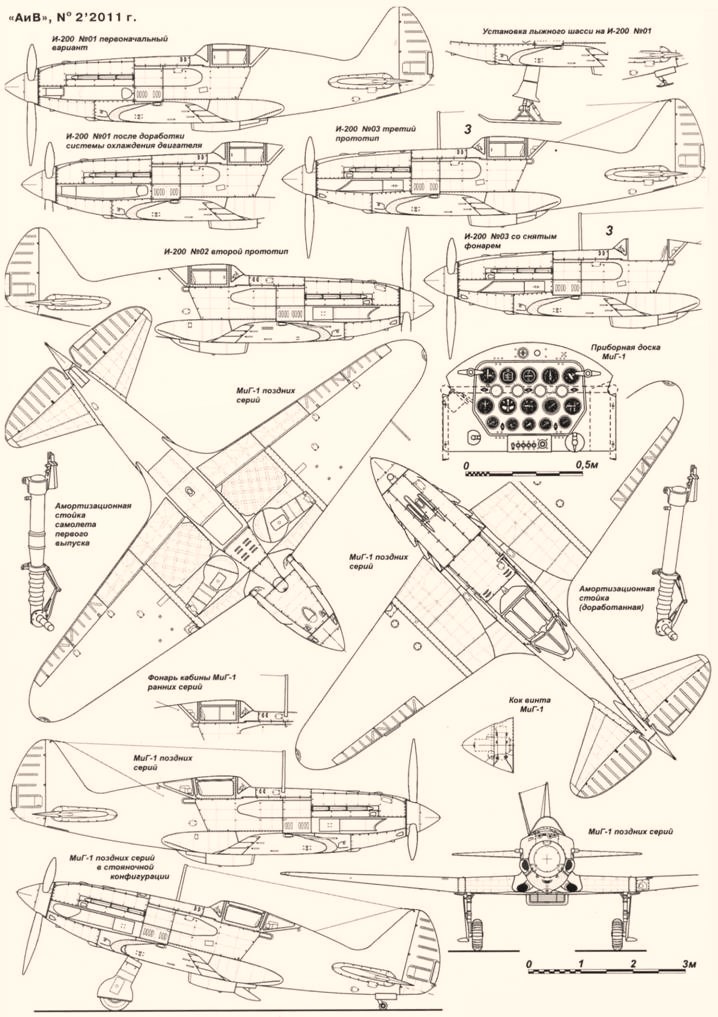 «АиВ», № 2'2011 г.
И-200 №01 первоначальный
вариант
Установка лыжного шасси на И-200 №01
И-200 №01 после доработки
системы охлаждения двигателя
И-200 №03 третий
прототип
3
И-200 №02 второй прототип
И-200 №03 со снятым
фонарем
3
МиГ-1 поздних
серий
Приборная доска
МиГ-1
0 0,5м
Амортизационная
стойка
самолета
первого
выпуска
МиГ-1 поздних
серий
Амортизационная
стойка
(доработанная)
Фонарь кабины МиГ-1
ранних серий
Кок винта
МиГ-1
МиГ-1 поздних
серий
МиГ-1 поздних серий
МиГ-1 поздних серий
в стояночной
конфигурации
0 1 2 3м